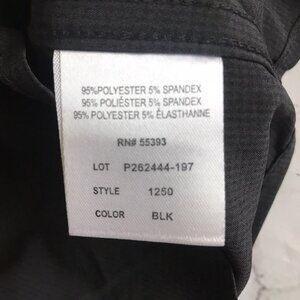 95%POLYESTER 5% SPANDEX
95% POLIÉSTER 5% SPANDEX
95% POLYESTER 5% ÉLASTHANNE
RN# 55393
LOT P262444-197
STYLE 1250
COLOR BLK